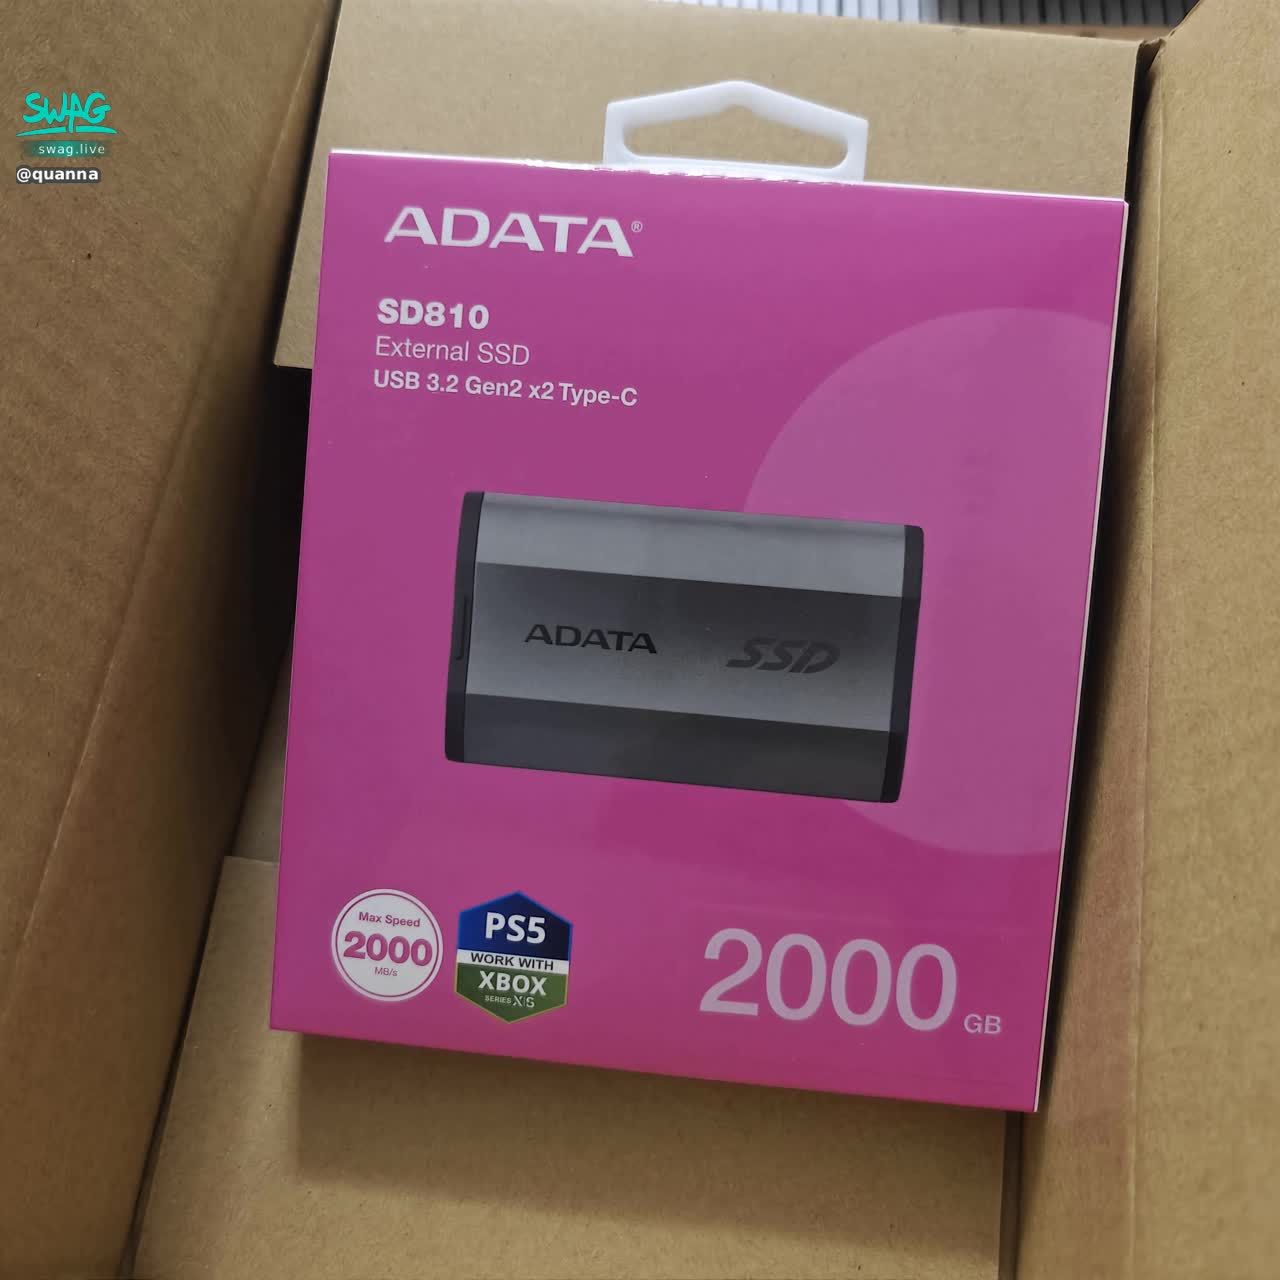 SWAG
swag.live
@quanna
ADATA®
SD810
External SSD
USB 3.2 Gen2 x2 Type-C
ADATA SSD
Max Speed
2000
MB/s
PS5
WORK WITH
XBOX
SERIES X|S
2000 GB